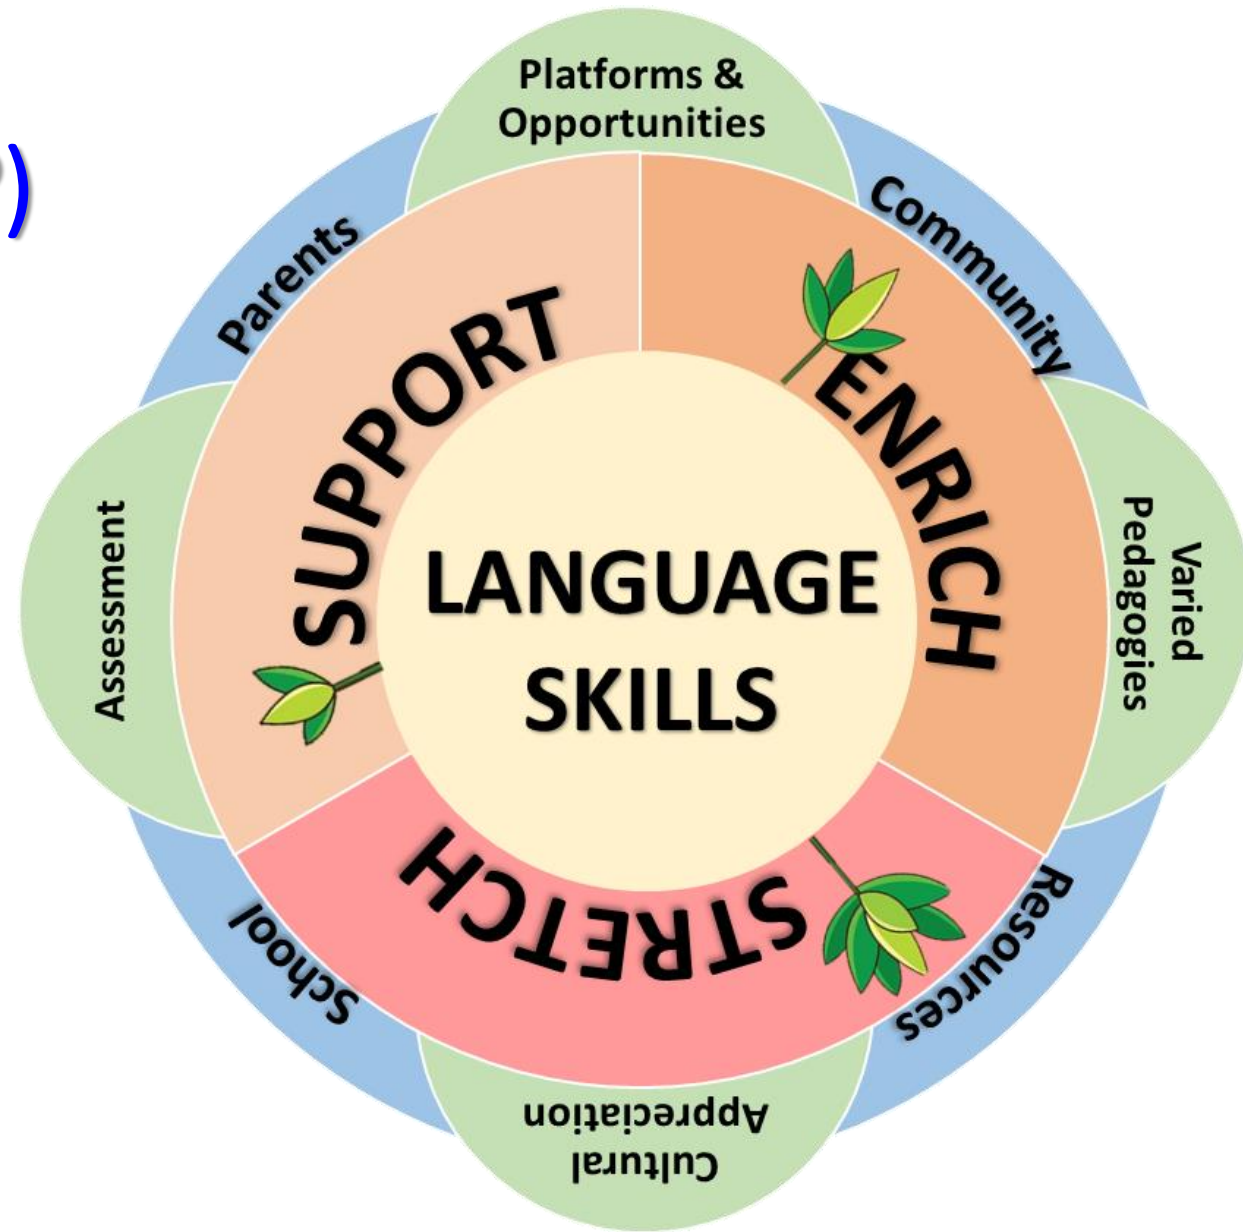 )
Platforms &
Opportunities
Community
Varied
Pedagogies
Resources
Cultural
Appreciation
School
Assessment
Parents
SUPPORT
ENRICH
STRETCH
LANGUAGE
SKILLS